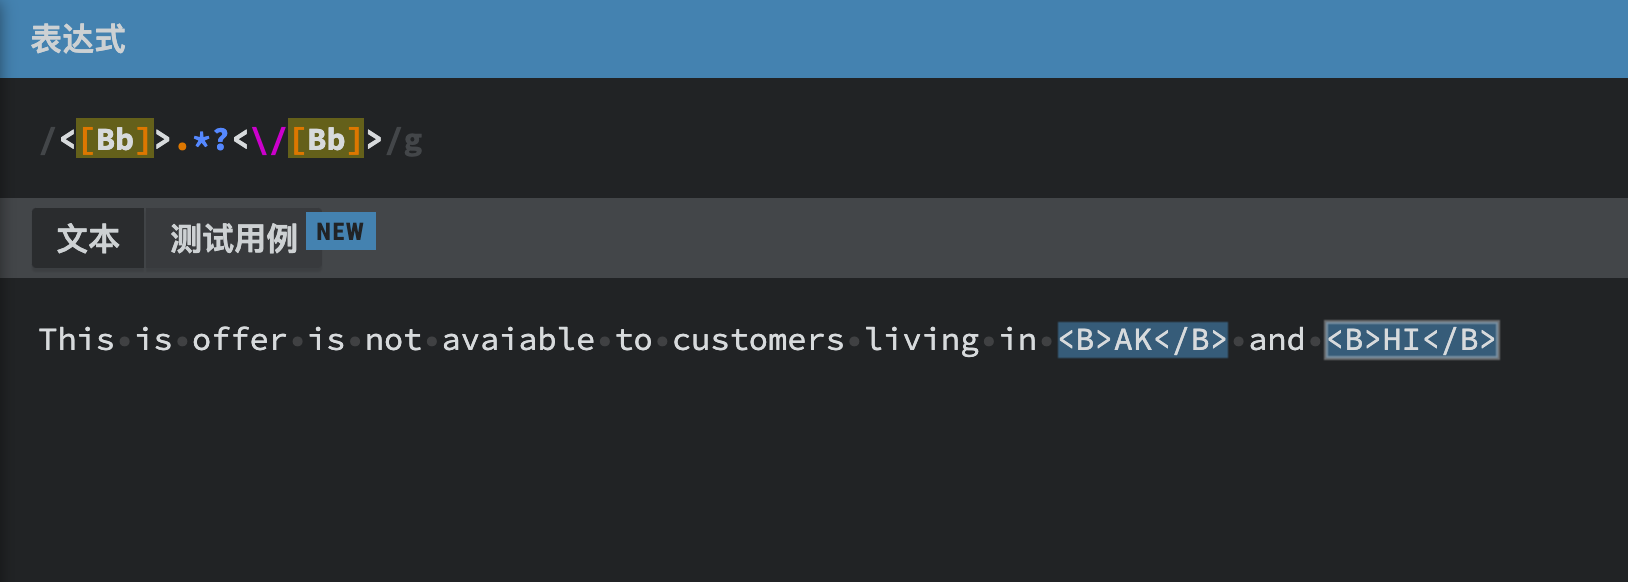 表达式
/<[Bb]>.*?<\/[Bb]>/g
文本 测试用例 NEW
This is offer is not avaiable to customers living in <B>AK</B> and <B>HI</B>